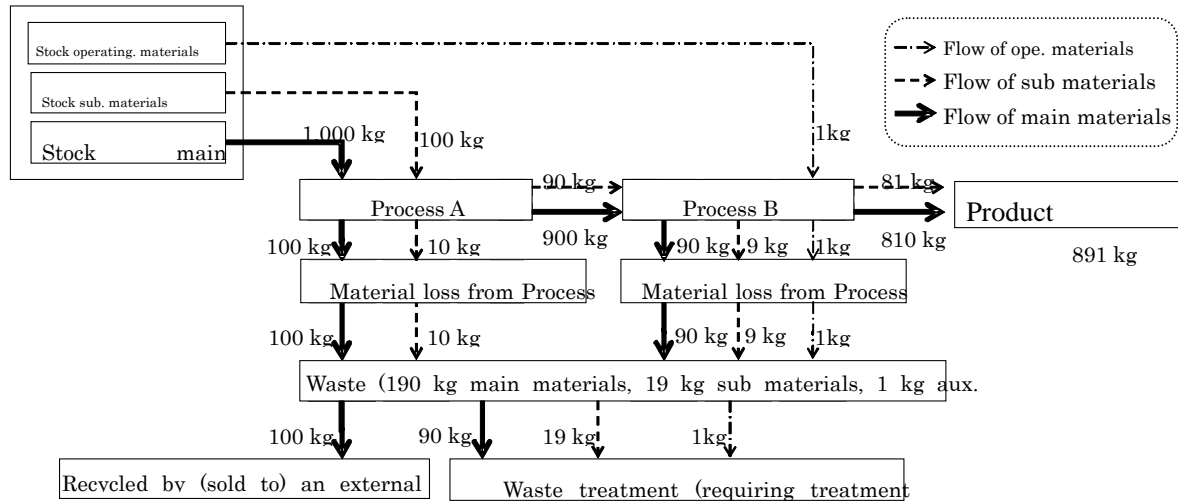 Stock operating. materials
Stock sub. materials
Stock main
Flow of ope. materials
Flow of sub materials
Flow of main materials
1,000 kg
100 kg
1kg
90 kg
81 kg
Process A
Process B
Product
900 kg
810 kg
891 kg
100 kg
10 kg
90 kg
9 kg
1kg
Material loss from Process
Material loss from Process
100 kg
10 kg
90 kg
9 kg
1kg
Waste (190 kg main materials, 19 kg sub materials, 1 kg aux.
100 kg
90 kg
19 kg
1kg
Recycled by (sold to) an external
Waste treatment (requiring treatment